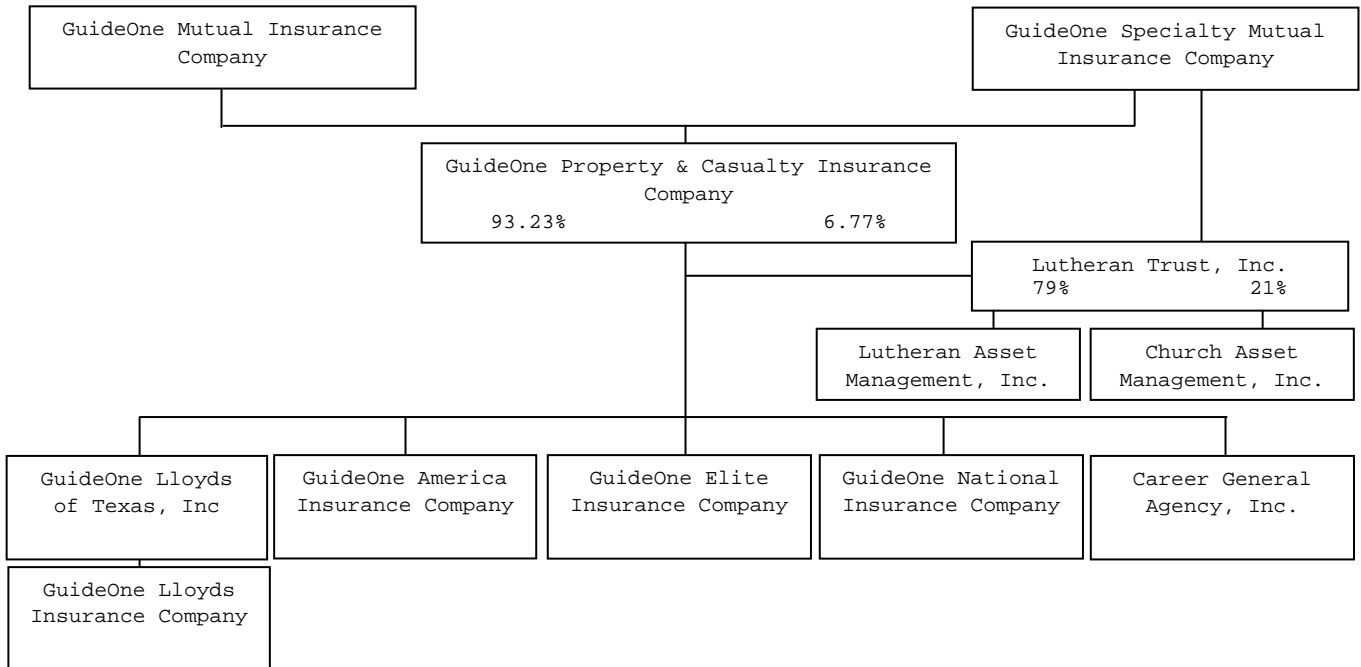 GuideOne Mutual Insurance
Company
GuideOne Specialty Mutual
Insurance Company
GuideOne Property & Casualty Insurance
Company
93.23% 6.77%
Lutheran Trust, Inc.
79% 21%
Lutheran Asset
Management, Inc.
Church Asset
Management, Inc.
GuideOne Lloyds
of Texas, Inc
GuideOne America
Insurance Company
GuideOne Elite
Insurance Company
GuideOne National
Insurance Company
Career General
Agency, Inc.
GuideOne Lloyds
Insurance Company